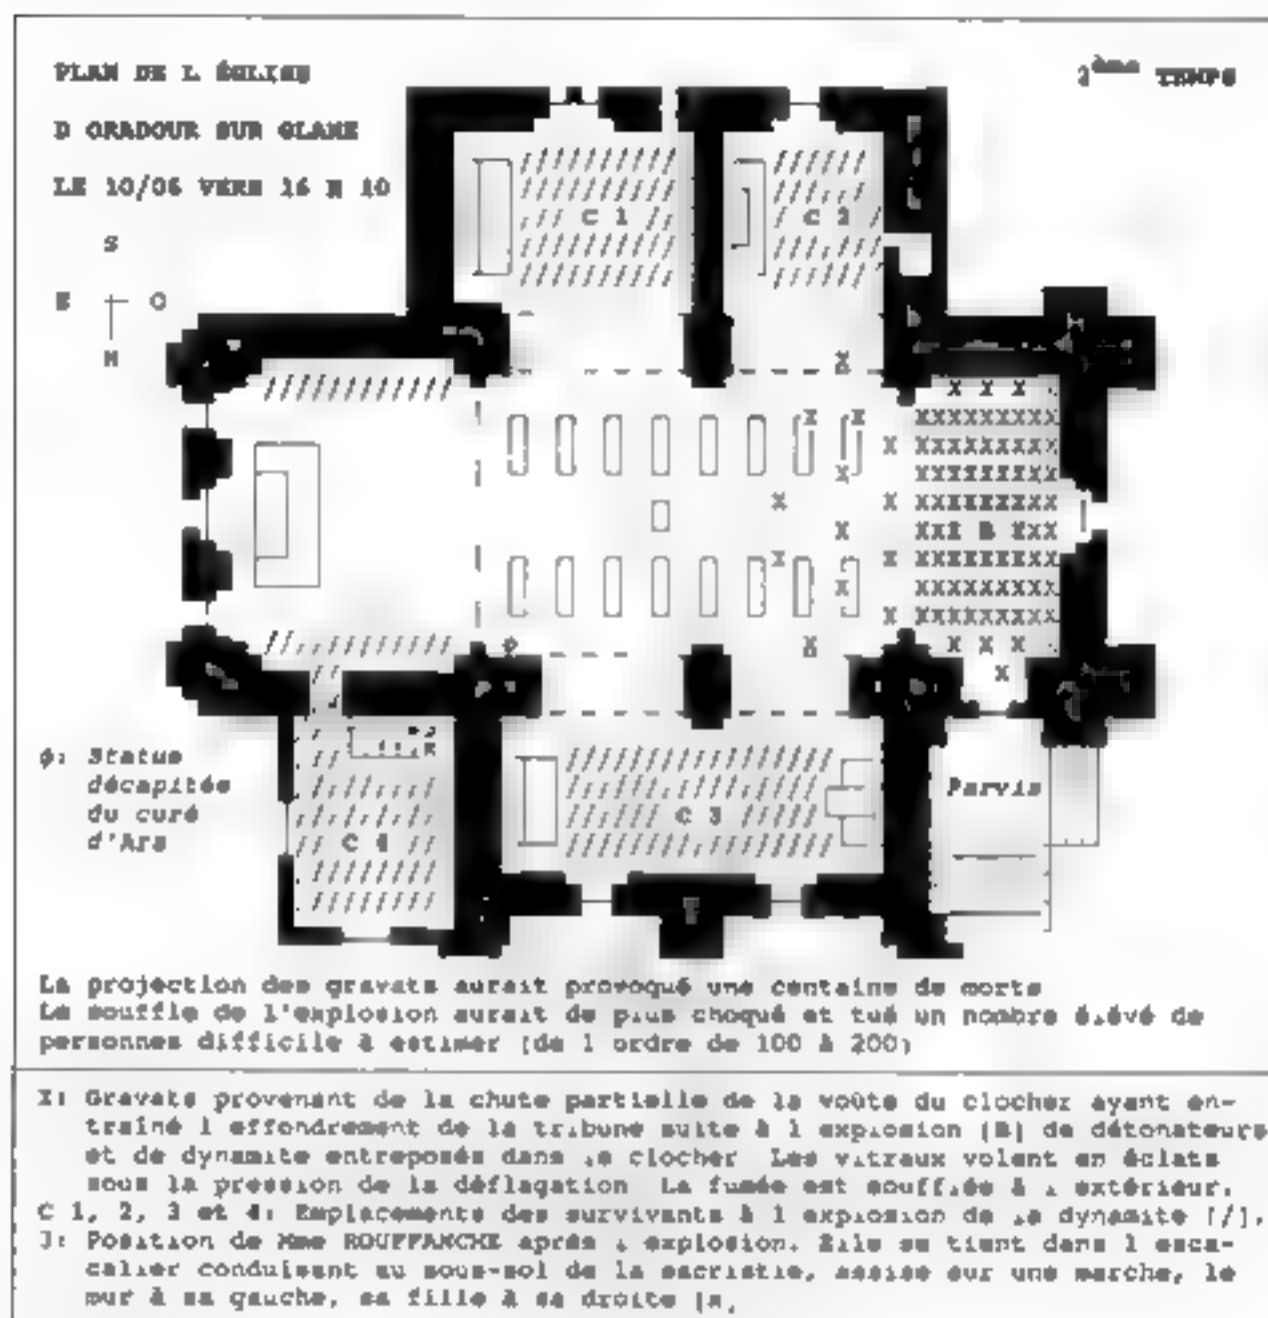 PLAN DE L ÉGLISE
2ème TEMPS
D ORADOUR SUR GLANE
LE 10/06 VERS 16 H 10
S
E O
N
C 1
C 2
B
ϕ: Statue
décapitée
du curé
d'Ars
C 4
C 3
Parvis
La projection des gravats aurait provoqué une centaine de morts
Le souffle de l'explosion aurait de plus choqué et tué un nombre élevé de
personnes difficile à estimer (de l ordre de 100 à 200)
X: Gravats provenant de la chute partielle de la voûte du clocher ayant en-
traîné l effondrement de la tribune suite à l explosion (B) de détonateurs
et de dynamite entreposés dans le clocher Les vitraux volent en éclats
sous la pression de la déflagation La fumée est soufflée à l extérieur.
C 1, 2, 3 et 4: Emplacements des survivants à l explosion de la dynamite (/).
J: Position de Mme ROUFFANCHE après l explosion. Elle se tient dans l esca-
calier conduisant au sous-sol de la sacristie, assise sur une marche, le
mur à sa gauche, sa fille à sa droite